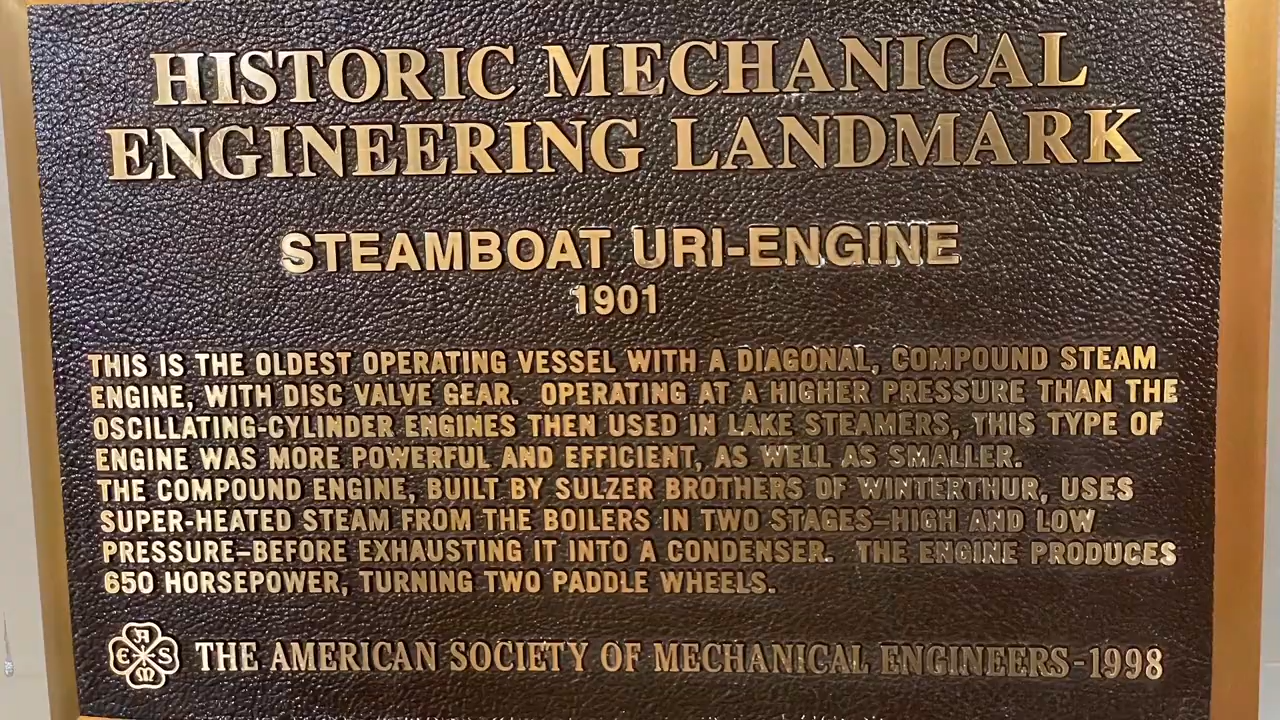 HISTORIC MECHANICAL
ENGINEERING LANDMARK
STEAMBOAT URI-ENGINE
1901
THIS IS THE OLDEST OPERATING VESSEL WITH A DIAGONAL, COMPOUND STEAM
ENGINE, WITH DISC VALVE GEAR. OPERATING AT A HIGHER PRESSURE THAN THE
OSCILLATING-CYLINDER ENGINES THEN USED IN LAKE STEAMERS, THIS TYPE OF
ENGINE WAS MORE POWERFUL AND EFFICIENT, AS WELL AS SMALLER.
THE COMPOUND ENGINE, BUILT BY SULZER BROTHERS OF WINTERTHUR, USES
SUPER-HEATED STEAM FROM THE BOILERS IN TWO STAGES–HIGH AND LOW
PRESSURE–BEFORE EXHAUSTING IT INTO A CONDENSER. THE ENGINE PRODUCES
650 HORSEPOWER, TURNING TWO PADDLE WHEELS.
A S M E THE AMERICAN SOCIETY OF MECHANICAL ENGINEERS-1998